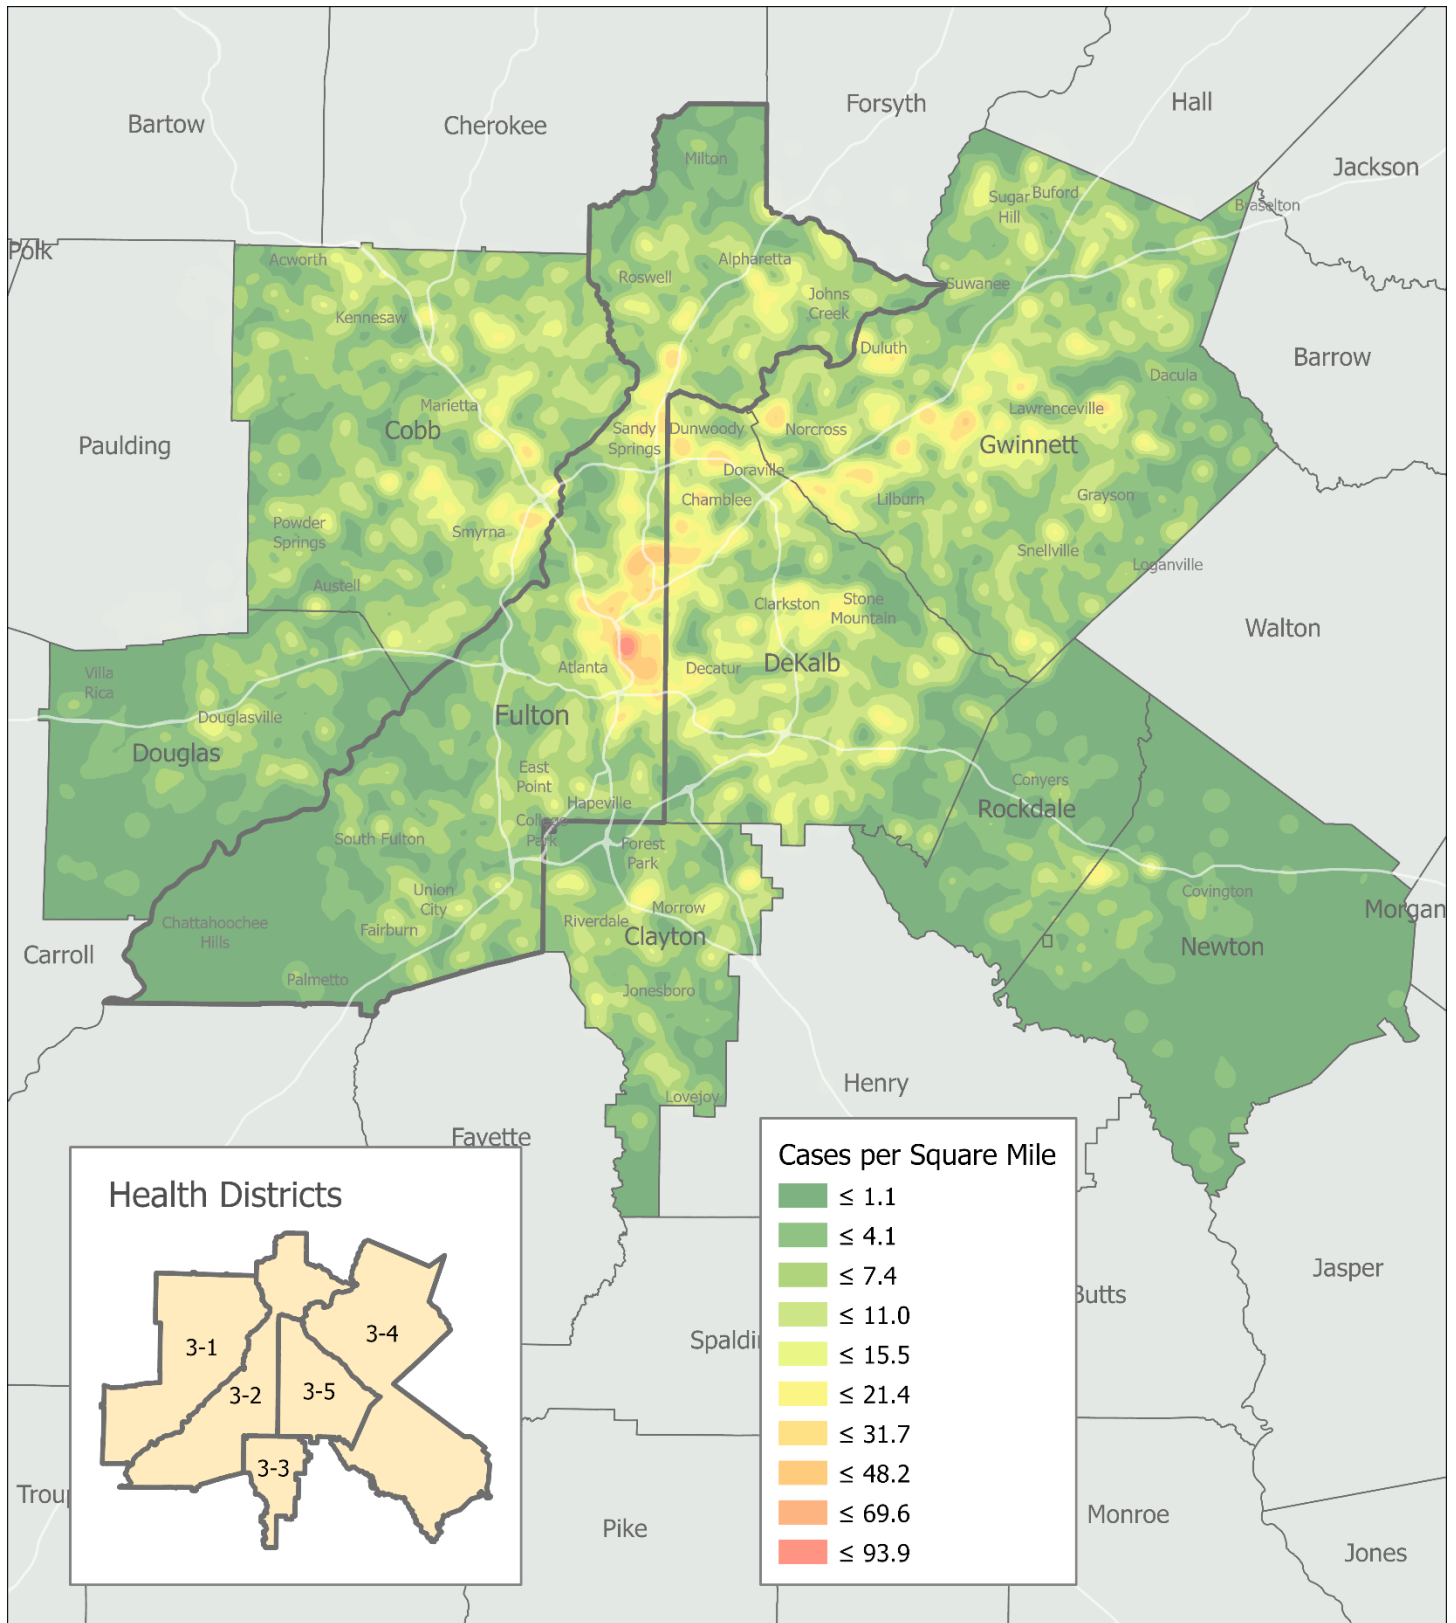 Forsyth
Hall
Bartow
Cherokee
Milton
Jackson
Sugar
Hill
Buford
Braselton
Polk
Acworth
Roswell
Alpharetta
Suwanee
Johns
Creek
Kennesaw
Duluth
Barrow
Dacula
Marietta
Cobb
Lawrenceville
Sandy
Springs
Dunwoody
Norcross
Gwinnett
Paulding
Doraville
Chamblee
Lilburn
Grayson
Powder
Springs
Smyrna
Snellville
Loganville
Austell
Clarkston
Stone
Mountain
Walton
Villa
Rica
Atlanta
Decatur
DeKalb
Douglasville
Fulton
Douglas
East
Point
Hapeville
Conyers
Rockdale
College
Park
South Fulton
Forest
Park
Union
City
Covington
Morgan
Chattahoochee
Hills
Fairburn
Riverdale
Morrow
Clayton
Newton
Carroll
Palmetto
Jonesboro
Henry
Lovejoy
Fayette
Cases per Square Mile
≤ 1.1
≤ 4.1
≤ 7.4
≤ 11.0
≤ 15.5
≤ 21.4
≤ 31.7
≤ 48.2
≤ 69.6
≤ 93.9
Health Districts
3-1
3-4
3-2
3-5
3-3
Jasper
Butts
Spaldi
Troup
Pike
Monroe
Jones